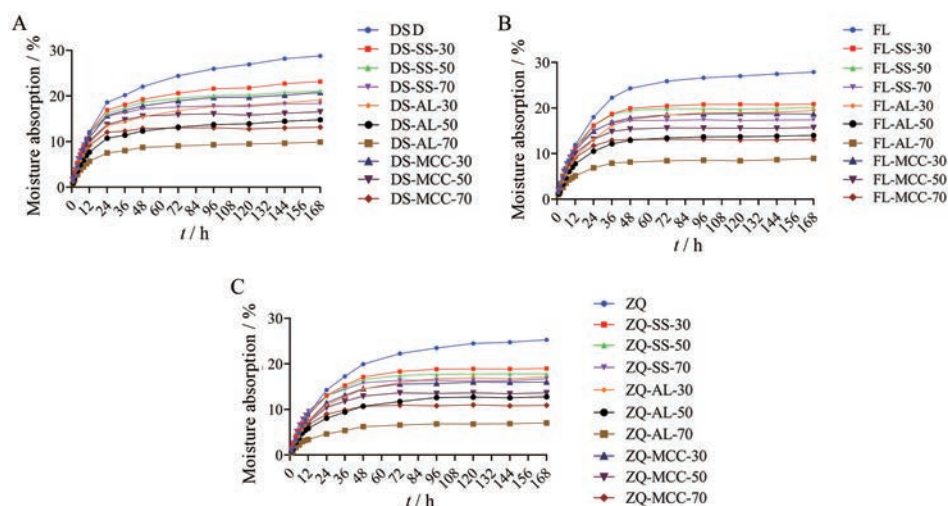 A
Moisture absorption / %
30
20
10
0
0 12 24 36 48 60 72 84 96 108 120 132 144 156 168
t / h
DSD
DS-SS-30
DS-SS-50
DS-SS-70
DS-AL-30
DS-AL-50
DS-AL-70
DS-MCC-30
DS-MCC-50
DS-MCC-70
B
Moisture absorption / %
30
20
10
0
0 12 24 36 48 60 72 84 96 108 120 132 144 156 168
t / h
FL
FL-SS-30
FL-SS-50
FL-SS-70
FL-AL-30
FL-AL-50
FL-AL-70
FL-MCC-30
FL-MCC-50
FL-MCC-70
C
Moisture absorption / %
30
20
10
0
0 12 24 36 48 60 72 84 96 108 120 132 144 156 168
t / h
ZQ
ZQ-SS-30
ZQ-SS-50
ZQ-SS-70
ZQ-AL-30
ZQ-AL-50
ZQ-AL-70
ZQ-MCC-30
ZQ-MCC-50
ZQ-MCC-70